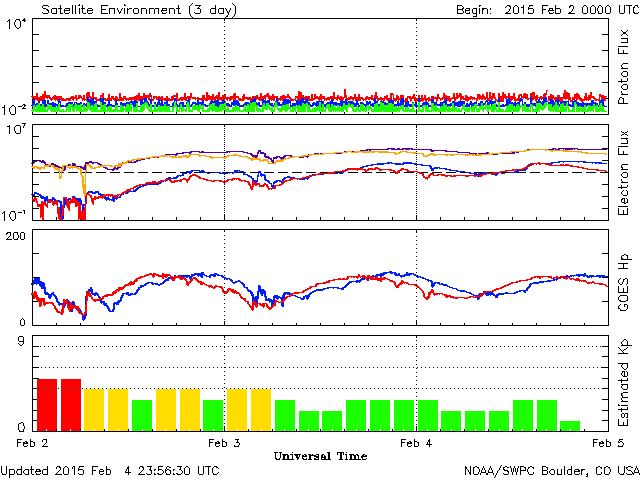 Satellite Environment (3 day) Begin: 2015 Feb 2 0000 UTC
10^4
10^-2
Proton Flux
10^7
10^-1
Electron Flux
200
0
GOES Hp
9
0
Estimated Kp
Feb 2 Feb 3 Feb 4 Feb 5
Universal Time
Updated 2015 Feb 4 23:56:30 UTC NOAA/SWPC Boulder, CO USA